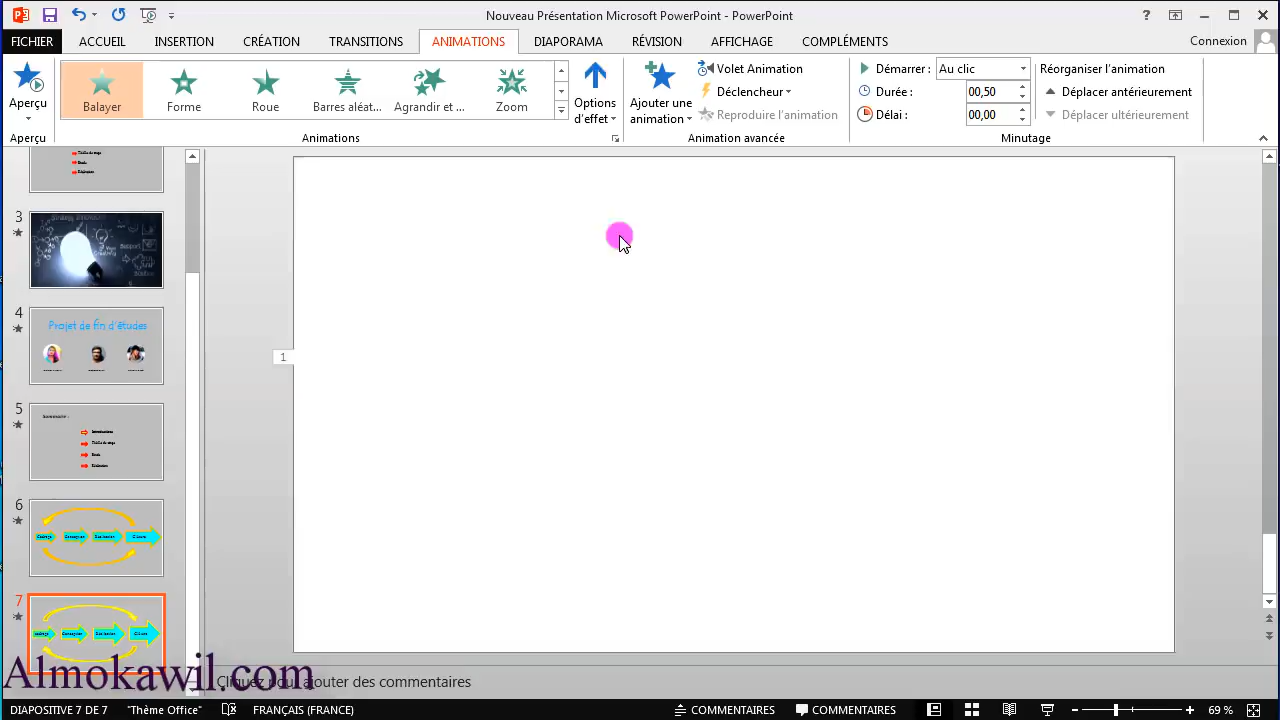 Nouveau Présentation Microsoft PowerPoint - PowerPoint
FICHIER ACCUEIL INSERTION CRÉATION TRANSITIONS ANIMATIONS DIAPORAMA RÉVISION AFFICHAGE COMPLÉMENTS Connexion
Aperçu
Balayer Forme Roue Barres aléat... Agrandir et ... Zoom
Options d'effet
Ajouter une animation
Volet Animation
Déclencheur
Reproduire l'animation
Démarrer : Au clic
Durée : 00,50
Délai : 00,00
Réorganiser l'animation
Déplacer antérieurement
Déplacer ultérieurement
Aperçu Animations Animation avancée Minutage
3
4
Projet de fin d'études
5
6
7
1
Almokawil.com
Cliquez pour ajouter des commentaires
DIAPOSITIVE 7 DE 7 "Thème Office" FRANÇAIS (FRANCE) COMMENTAIRES COMMENTAIRES 69 %